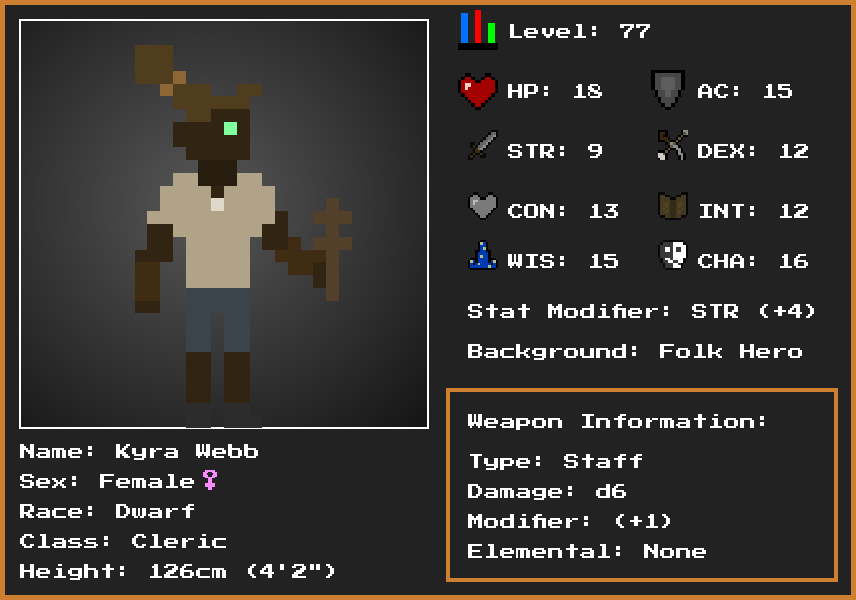 Level: 77
HP: 18 AC: 15
STR: 9 DEX: 12
CON: 13 INT: 12
WIS: 15 CHA: 16
Stat Modifier: STR (+4)
Background: Folk Hero
Weapon Information:
Type: Staff
Damage: d6
Modifier: (+1)
Elemental: None
Name: Kyra Webb
Sex: Female♀
Race: Dwarf
Class: Cleric
Height: 126cm (4'2")